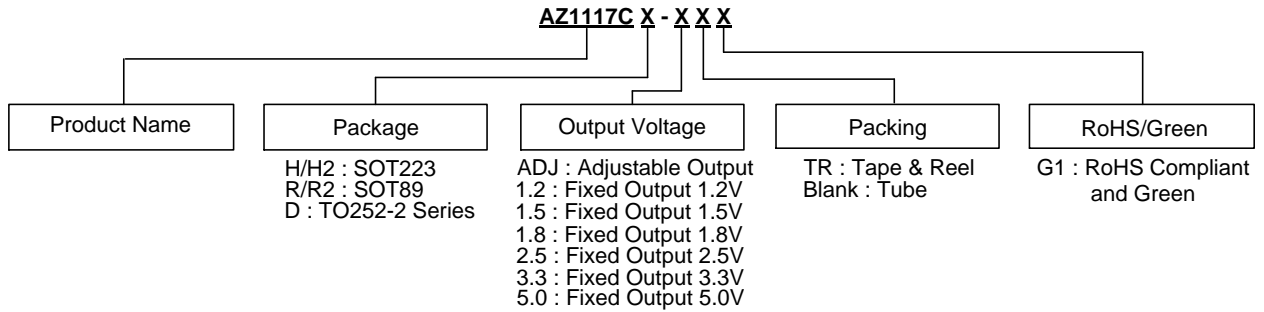 AZ1117C X - X X X
Product Name
Package
H/H2 : SOT223
R/R2 : SOT89
D : TO252-2 Series
Output Voltage
ADJ : Adjustable Output
1.2 : Fixed Output 1.2V
1.5 : Fixed Output 1.5V
1.8 : Fixed Output 1.8V
2.5 : Fixed Output 2.5V
3.3 : Fixed Output 3.3V
5.0 : Fixed Output 5.0V
Packing
TR : Tape & Reel
Blank : Tube
RoHS/Green
G1 : RoHS Compliant
and Green